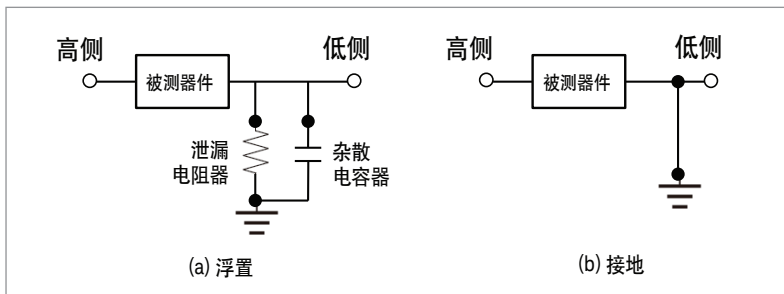 高侧
低侧
被测器件
泄漏
电阻器
杂散
电容器
(a) 浮置
高侧
低侧
被测器件
(b) 接地